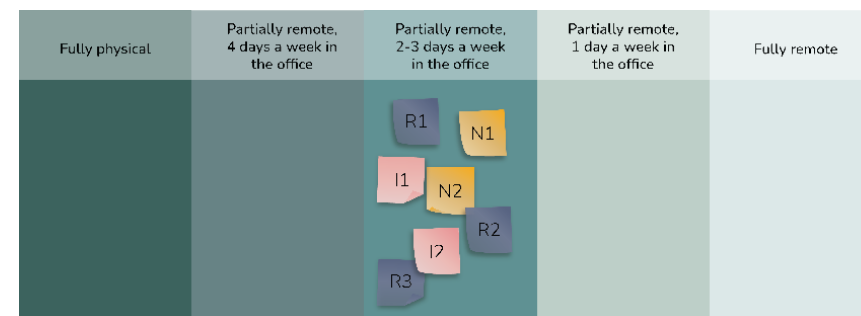 Fully physical
Partially remote,
4 days a week in
the office
Partially remote,
2-3 days a week
in the office
Partially remote,
1 day a week in
the office
Fully remote
R1
N1
I1
N2
R2
I2
R3